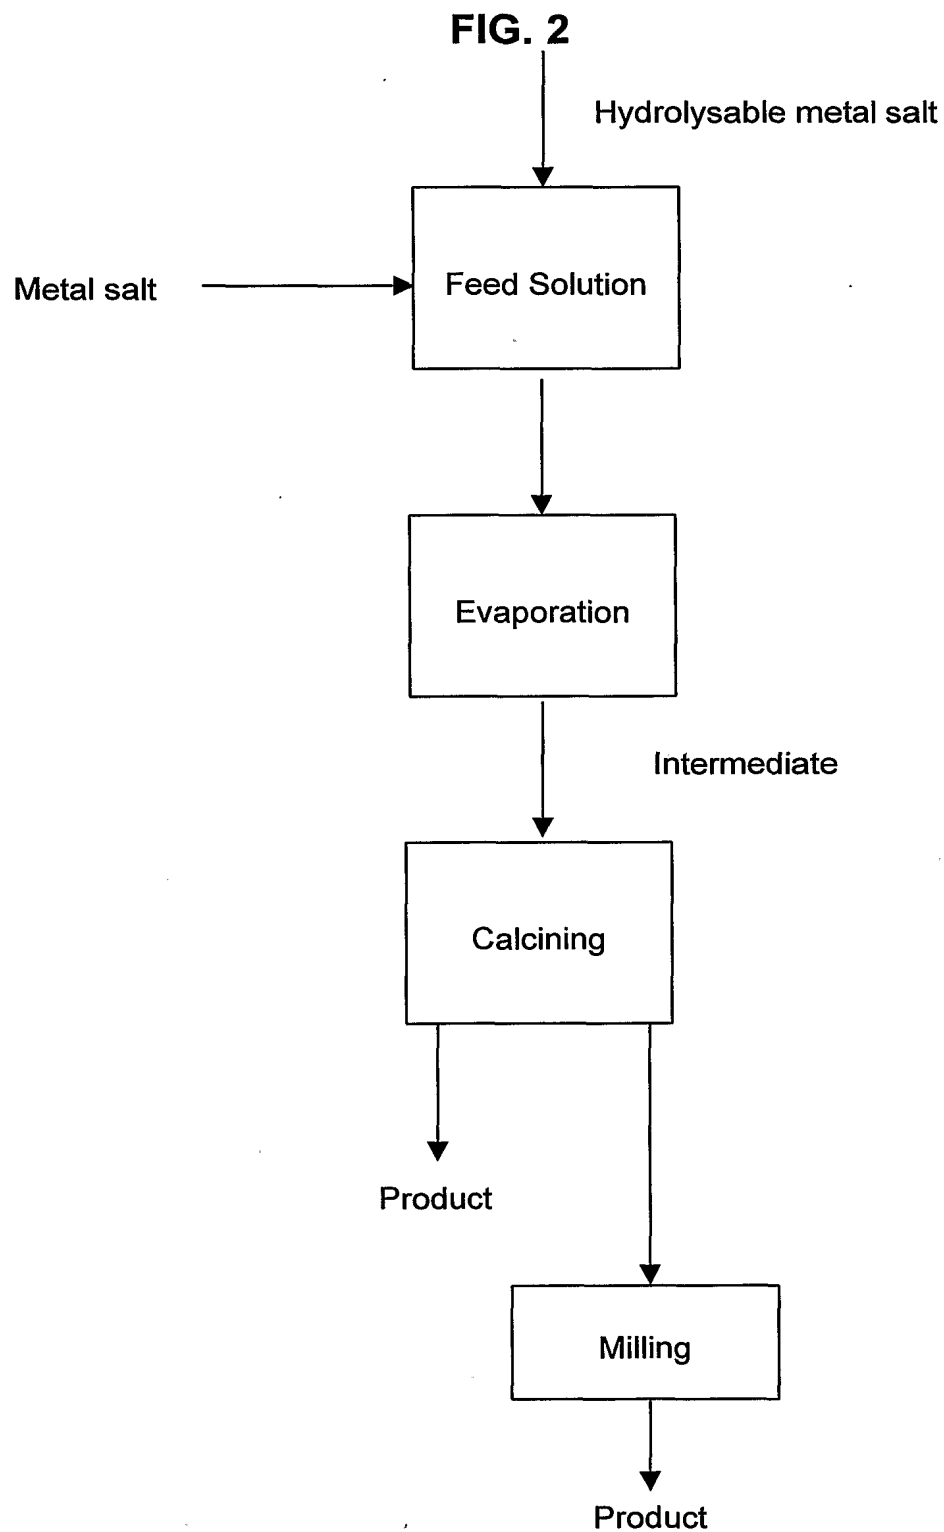 FIG. 2
Hydrolysable metal salt
Metal salt
Feed Solution
Evaporation
Intermediate
Calcining
Product
Milling
Product